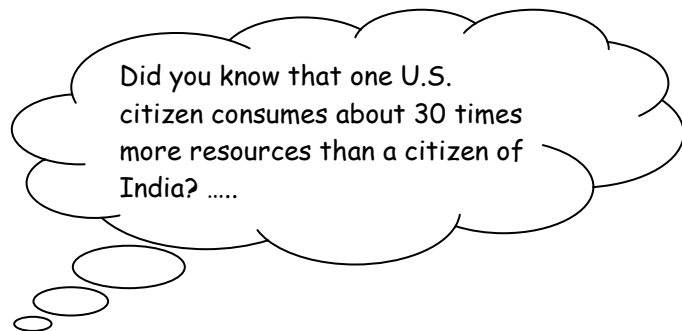 Did you know that one U.S.
citizen consumes about 30 times
more resources than a citizen of
India? …..